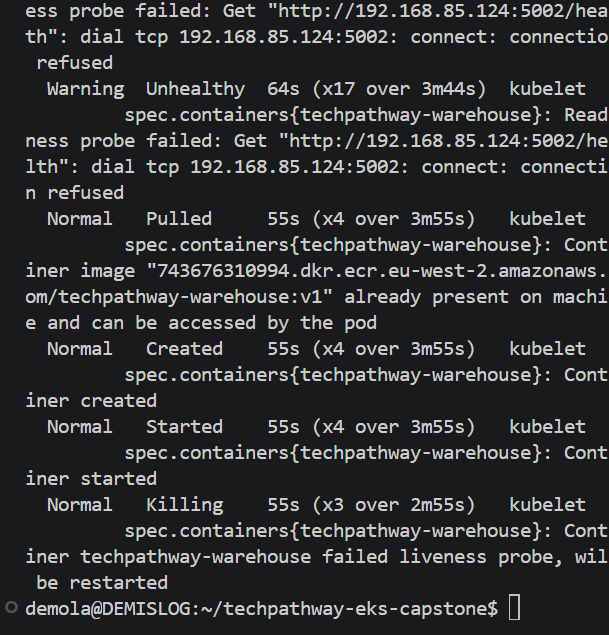 ess probe failed: Get "http://192.168.85.124:5002/hea
th": dial tcp 192.168.85.124:5002: connect: connectio
refused
Warning  Unhealthy  64s (x17 over 3m44s)  kubelet
spec.containers{techpathway-warehouse}: Read
ness probe failed: Get "http://192.168.85.124:5002/he
lth": dial tcp 192.168.85.124:5002: connect: connecti
n refused
Normal   Pulled     55s (x4 over 3m55s)   kubelet
spec.containers{techpathway-warehouse}: Cont
iner image "743676310994.dkr.ecr.eu-west-2.amazonaws.
om/techpathway-warehouse:v1" already present on machi
e and can be accessed by the pod
Normal   Created    55s (x4 over 3m55s)   kubelet
spec.containers{techpathway-warehouse}: Cont
iner created
Normal   Started    55s (x4 over 3m55s)   kubelet
spec.containers{techpathway-warehouse}: Cont
iner started
Normal   Killing    55s (x3 over 2m55s)   kubelet
spec.containers{techpathway-warehouse}: Cont
iner techpathway-warehouse failed liveness probe, wil
be restarted
demola@DEMISLOG:~/techpathway-eks-capstone$